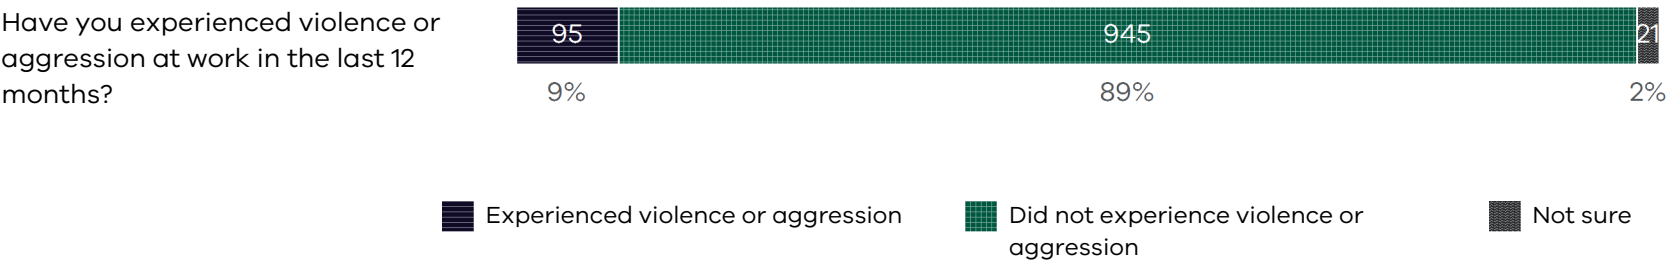 Have you experienced violence or
aggression at work in the last 12
months?
95
945
21
9%
89%
2%
Experienced violence or aggression
Did not experience violence or
aggression
Not sure